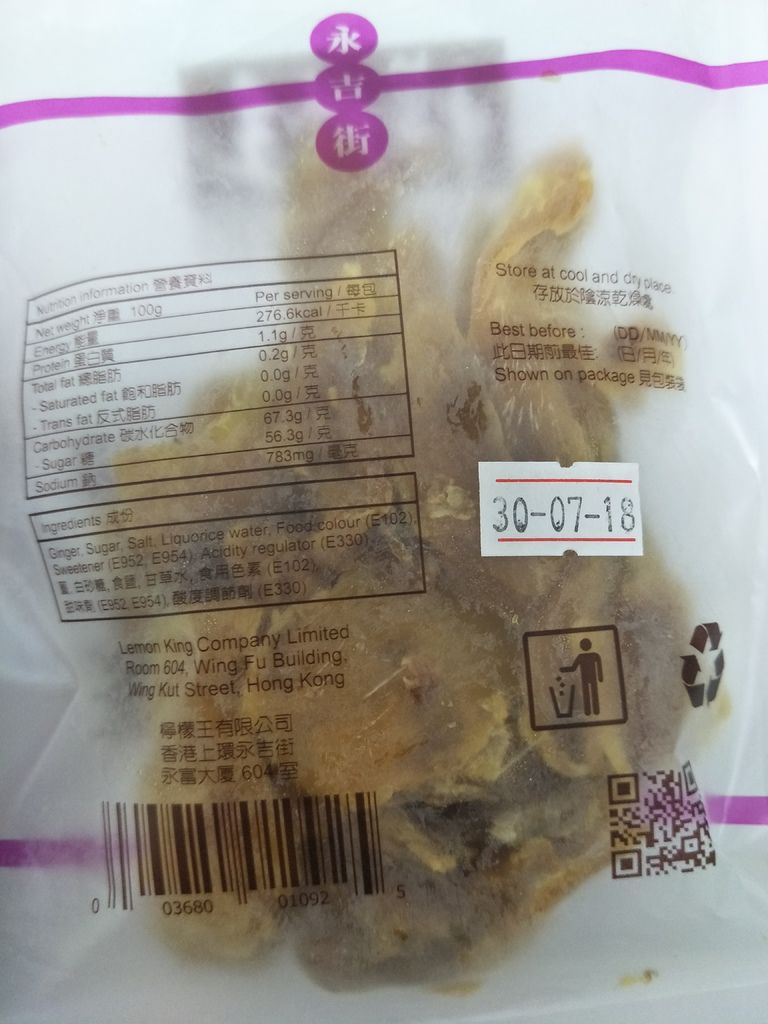 永
吉
街
Nutrition information 營養資料
Net weight 淨重 100g
Per serving / 每包
Energy 能量 276.6kcal / 千卡
Protein 蛋白質 1.1g / 克
Total fat 總脂肪 0.2g / 克
- Saturated fat 飽和脂肪 0.0g / 克
- Trans fat 反式脂肪 0.0g / 克
Carbohydrate 碳水化合物 67.3g / 克
- Sugar 糖 56.3g / 克
Sodium 鈉 783mg / 毫克
Ingredients 成份
Ginger, Sugar, Salt, Liquorice water, Food colour (E102),
Sweetener (E952, E954), Acidity regulator (E330)
薑, 白砂糖, 食鹽, 甘草水, 食用色素 (E102),
甜味劑 (E952, E954), 酸度調節劑 (E330)
Lemon King Company Limited
Room 604, Wing Fu Building,
Wing Kut Street, Hong Kong
檸檬王有限公司
香港上環永吉街
永富大廈 604 室
0 03680 01092 5
Store at cool and dry place
存放於陰涼乾燥處
Best before : (DD/MM/YY)
此日期前最佳: (日/月/年)
Shown on package 見包裝袋
30-07-18